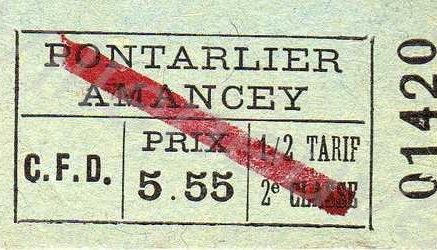 PONTARLIER
AMANCEY
C.F.D.
PRIX
5.55
1/2 TARIF
2e CLASSE
01420